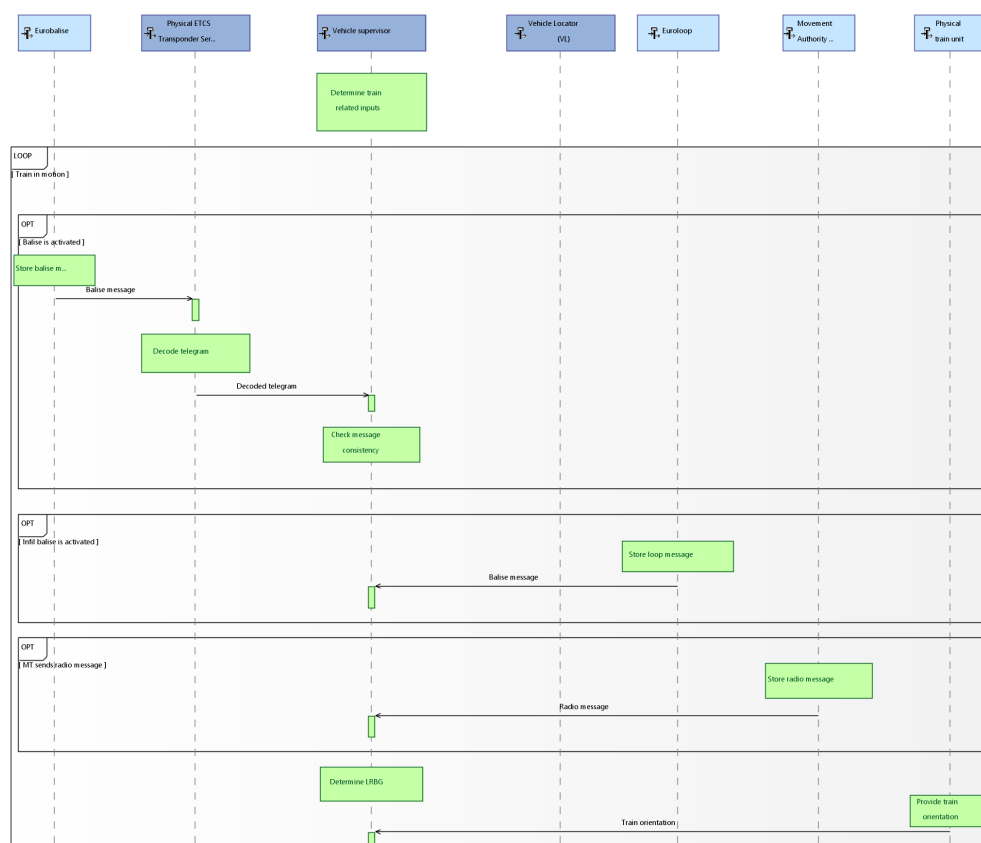 Eurobalise
Physical ETCS
Transponder Ser...
Vehicle supervisor
Vehicle Locator
(VL)
Euroloop
Movement
Authority ...
Physical
train unit
Determine train
related inputs
LOOP
[ Train in motion ]
OPT
[ Balise is activated ]
Store balise m...
Balise message
Decode telegram
Decoded telegram
Check message
consistency
OPT
[ Infil balise is activated ]
Store loop message
Balise message
OPT
[ MT sends radio message ]
Store radio message
Radio message
Determine LRBG
Provide train
orientation
Train orientation